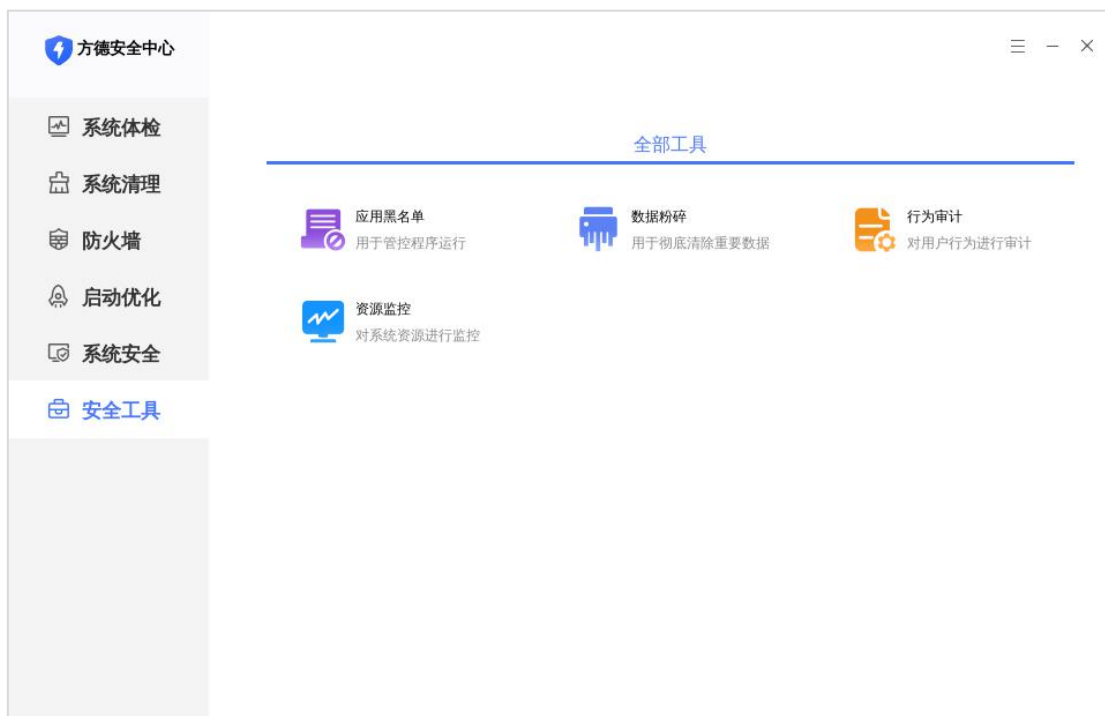 方德安全中心
系统体检
系统清理
防火墙
启动优化
系统安全
安全工具
全部工具
应用黑名单
用于管控程序运行
数据粉碎
用于彻底清除重要数据
行为审计
对用户行为进行审计
资源监控
对系统资源进行监控